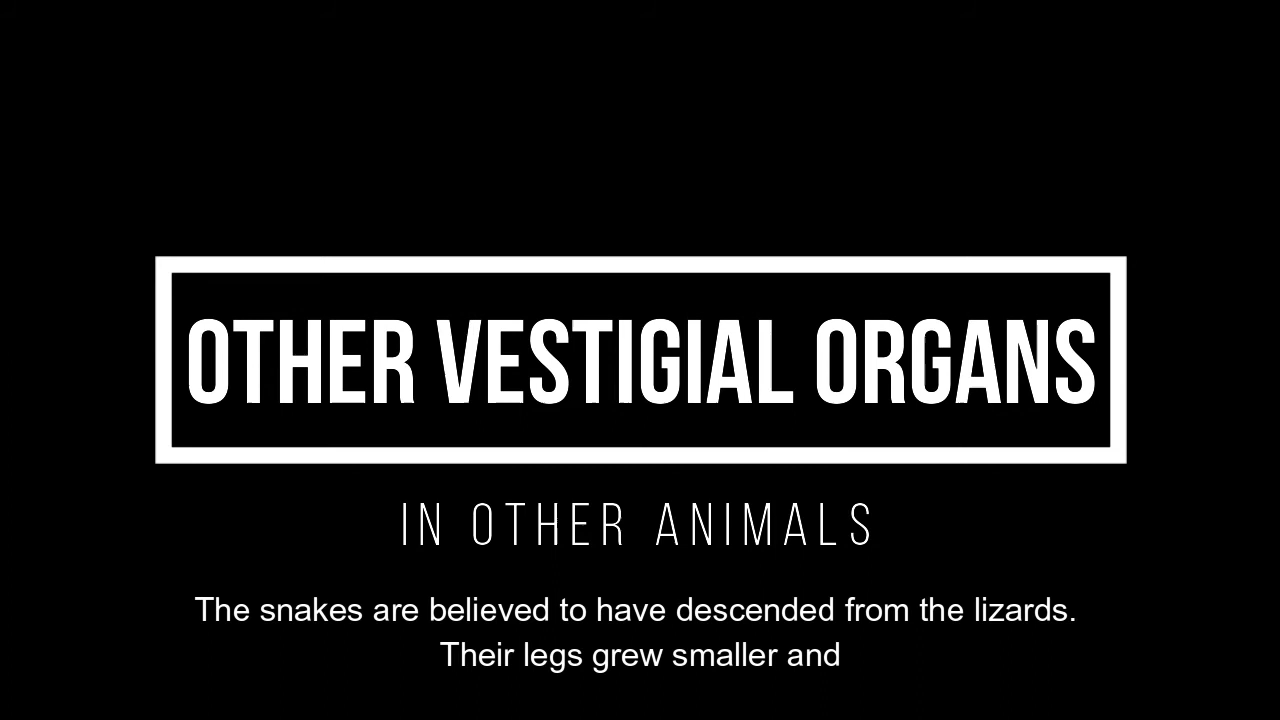 OTHER VESTIGIAL ORGANS
IN OTHER ANIMALS
The snakes are believed to have descended from the lizards.
Their legs grew smaller and